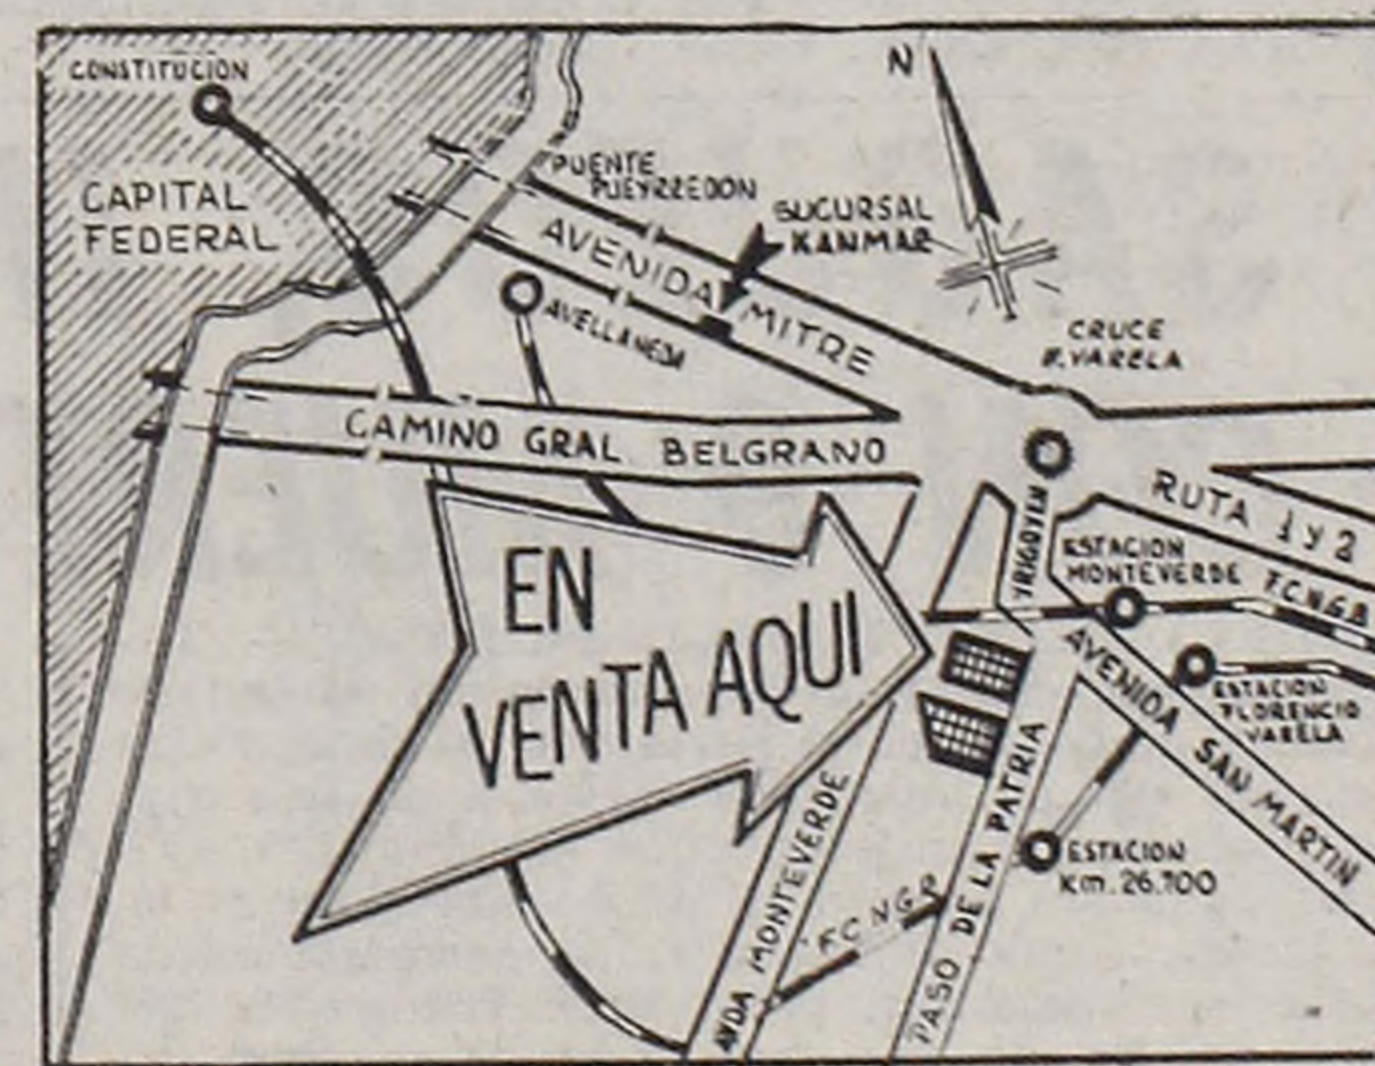 CONSTITUCION
CAPITAL
FEDERAL
N
PUENTE
PUEYRREDON
SUCURSAL
KANMAR
AVENIDA MITRE
AVELLANEDA
CRUCE
F. VARELA
CAMINO GRAL BELGRANO
RUTA 1 y 2
YRIGOYEN
ESTACION
MONTEVERDE
F.C.N.G.B
EN
VENTA AQUI
AVENIDA SAN MARTIN
ESTACION
FLORENCIO
VARELA
AVDA MONTEVERDE
F C N G R
PASO DE LA PATRIA
ESTACION
Km. 26.700